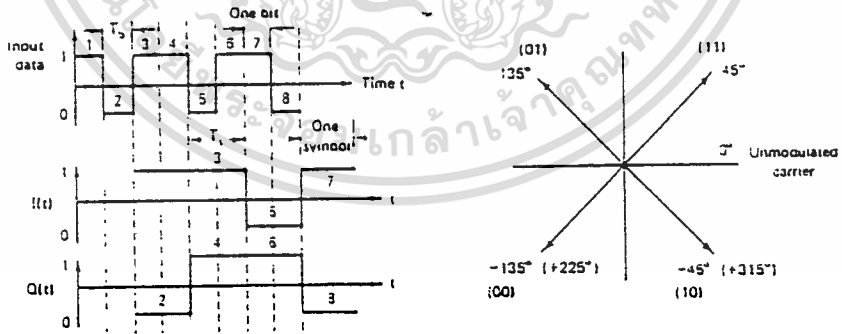 One bit
Input data
1
0
1
T
2
3
4
5
6
7
8
Time t
T
One symbol
I(t)
1
0
3
5
7
t
Q(t)
1
0
2
4
6
t
(01)
135°
(11)
45°
Unmodulated carrier
-135° (+225°)
(00)
-45° (+315°)
(10)